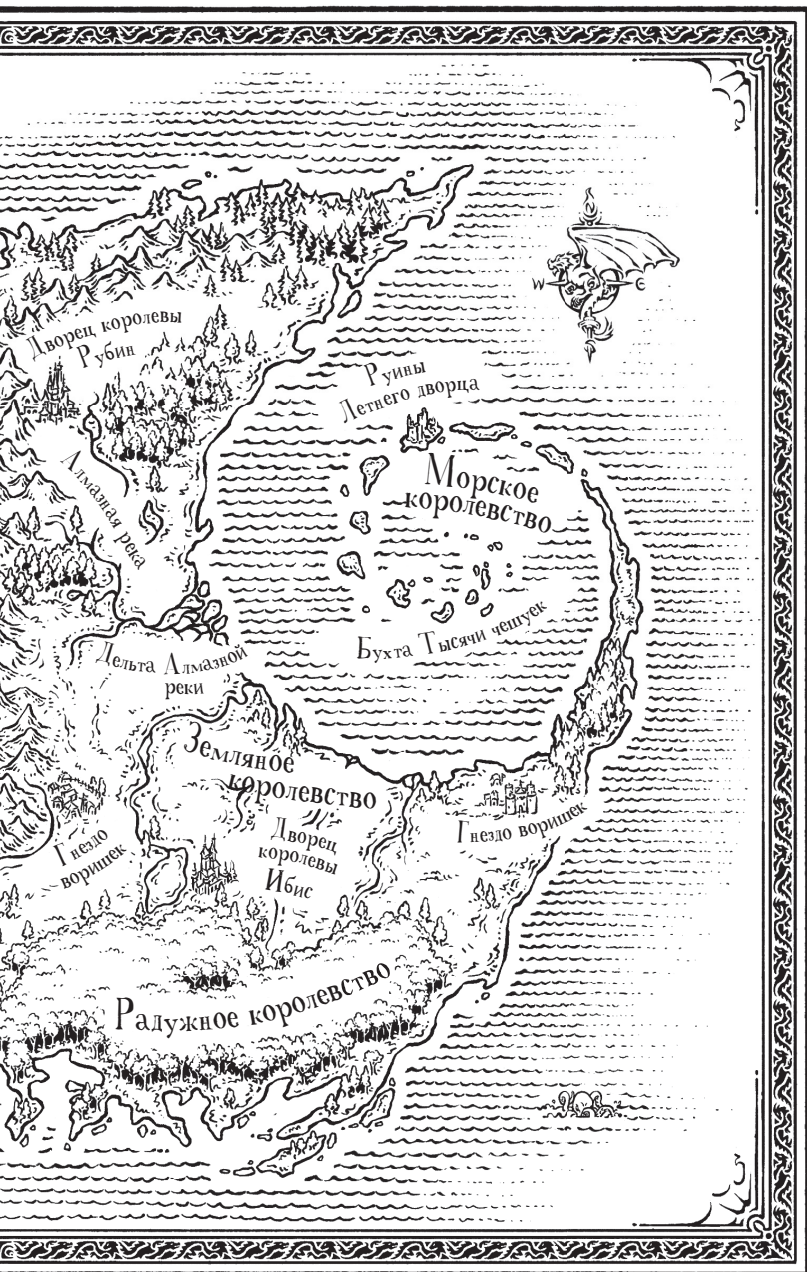 N
W
E
Дворец королевы
Рубин
Руины
Летнего дворца
Морское
королевство
Алмазная река
Бухта Тысячи чешуек
Дельта Алмазной
реки
Земляное
королевство
Гнездо воришек
Гнездо
воришек
Дворец
королевы
Ибис
Радужное королевство